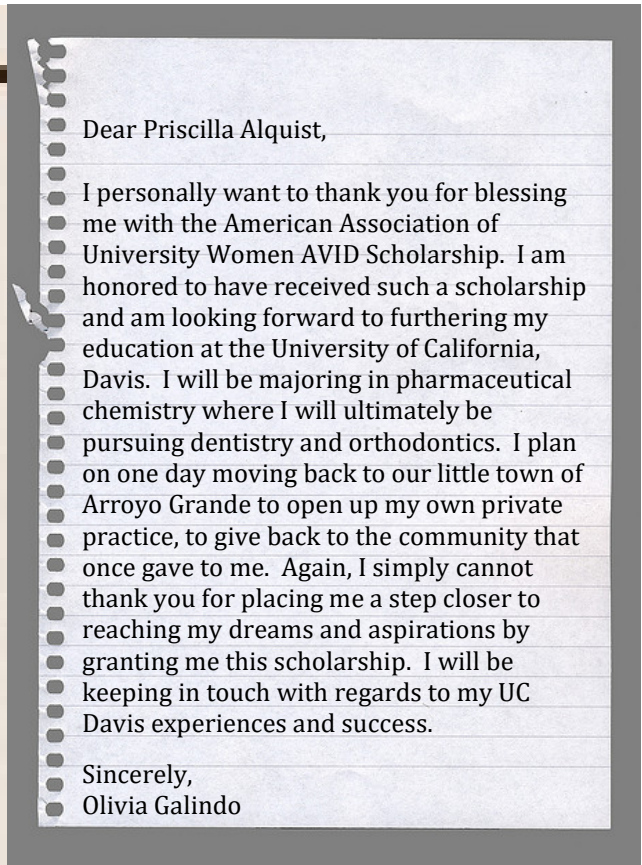 Dear Priscilla Alquist,
I personally want to thank you for blessing
me with the American Association of
University Women AVID Scholarship.  I am
honored to have received such a scholarship
and am looking forward to furthering my
education at the University of California,
Davis.  I will be majoring in pharmaceutical
chemistry where I will ultimately be
pursuing dentistry and orthodontics.  I plan
on one day moving back to our little town of
Arroyo Grande to open up my own private
practice, to give back to the community that
once gave to me.  Again, I simply cannot
thank you for placing me a step closer to
reaching my dreams and aspirations by
granting me this scholarship.  I will be
keeping in touch with regards to my UC
Davis experiences and success.
Sincerely,
Olivia Galindo